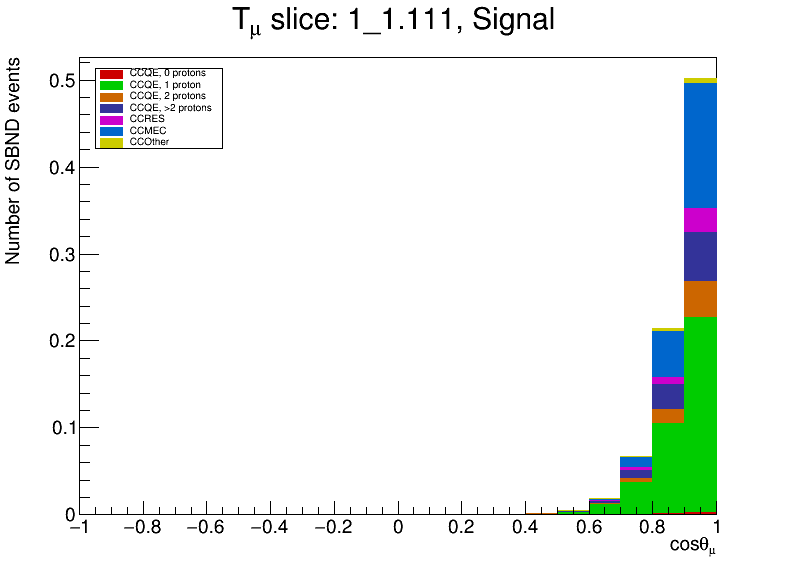 Tμ slice: 1_1.111, Signal
Number of SBND events
CCQE, 0 protons
CCQE, 1 proton
CCQE, 2 protons
CCQE, >2 protons
CCRES
CCMEC
CCOther
0.5
0.4
0.3
0.2
0.1
0
−1 −0.8 −0.6 −0.4 −0.2 0 0.2 0.4 0.6 0.8 1
cosθμ